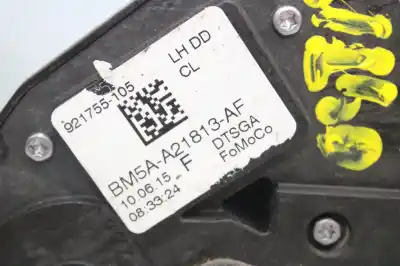 921755-105
LH DD
CL
BM5A-A21813-AF
10.06.15 F DTSGA
08:33:24 FoMoCo